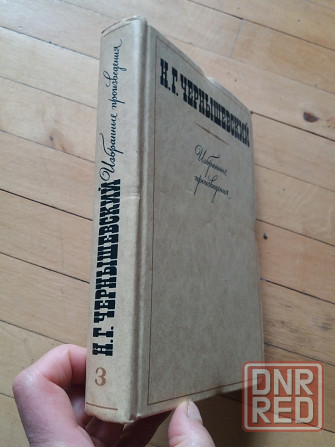 Н.Г. ЧЕРНЫШЕВСКИЙ
Избранные
произведения
Н.Г. ЧЕРНЫШЕВСКИЙ Избранные произведения
3
DNR
RED